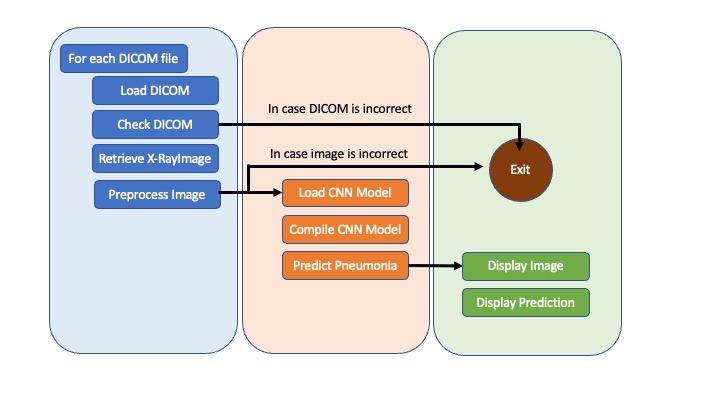 For each DICOM file
Load DICOM
Check DICOM
Retrieve X-RayImage
Preprocess Image
In case DICOM is incorrect
In case image is incorrect
Load CNN Model
Compile CNN Model
Predict Pneumonia
Exit
Display Image
Display Prediction